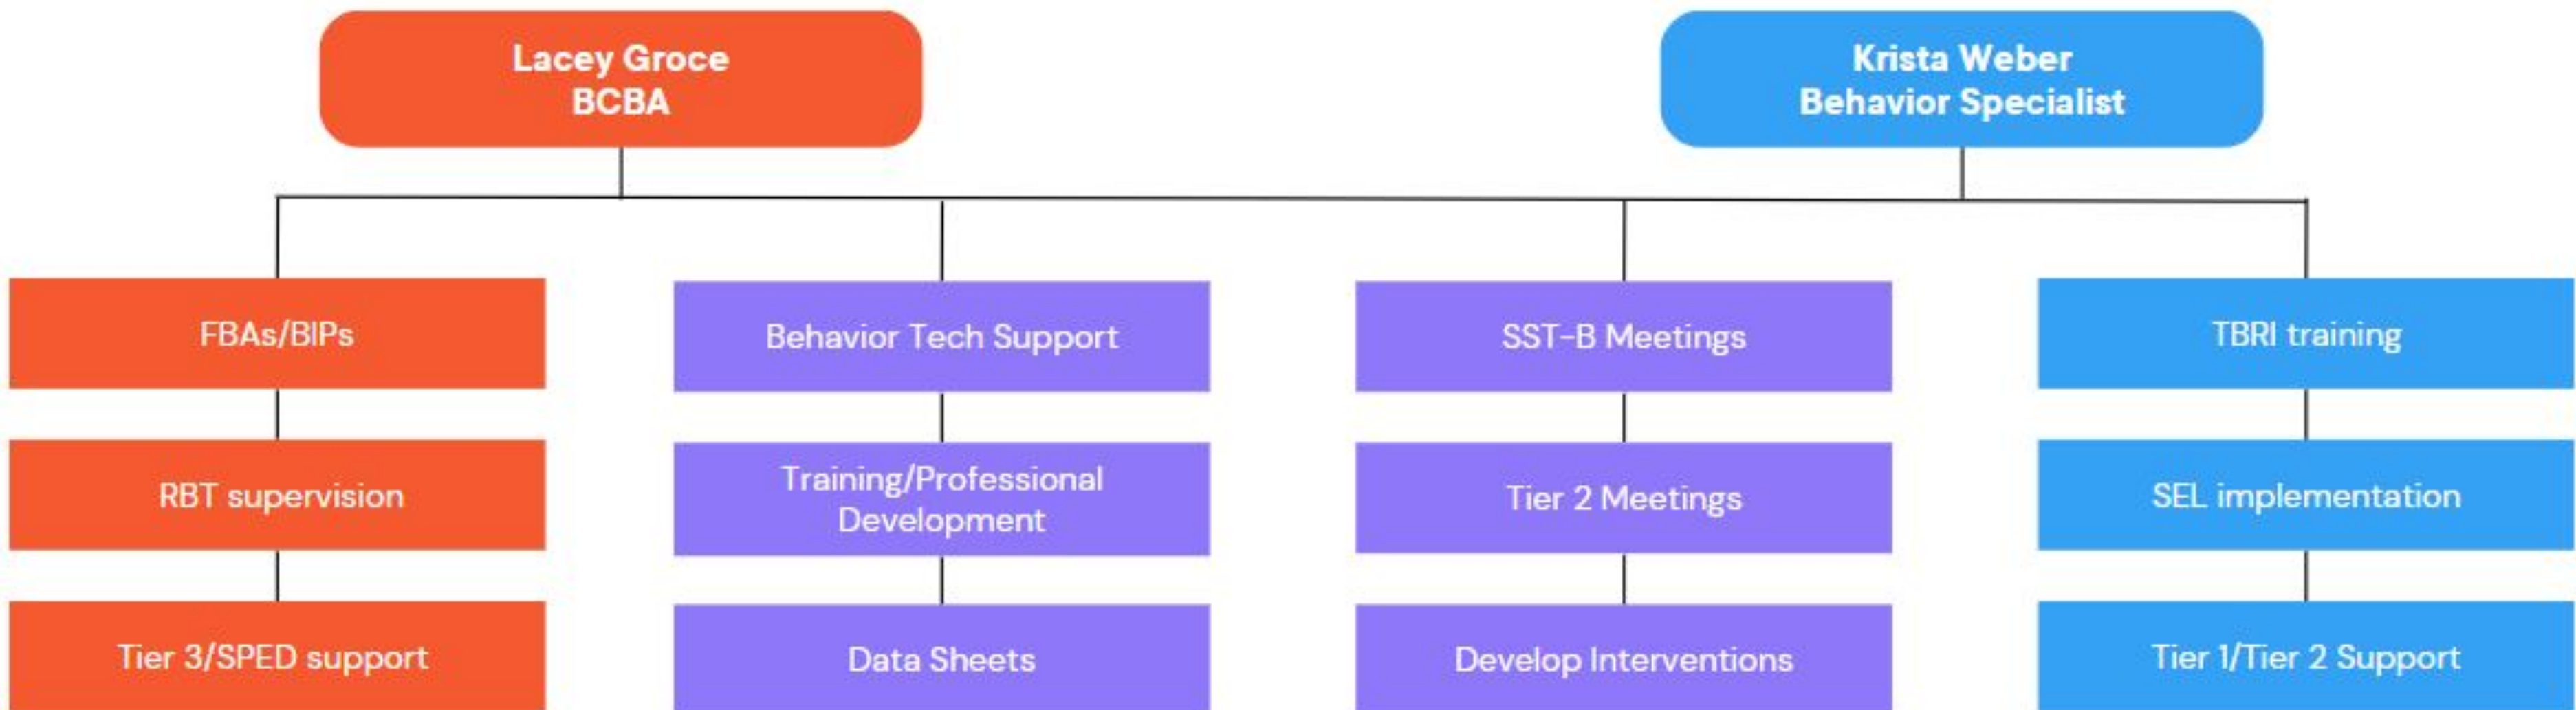 Lacey Groce
BCBA
Krista Weber
Behavior Specialist
FBAs/BIPs
Behavior Tech Support
SST-B Meetings
TBRI training
RBT supervision
Training/Professional
Development
Tier 2 Meetings
SEL implementation
Tier 3/SPED support
Data Sheets
Develop Interventions
Tier 1/Tier 2 Support